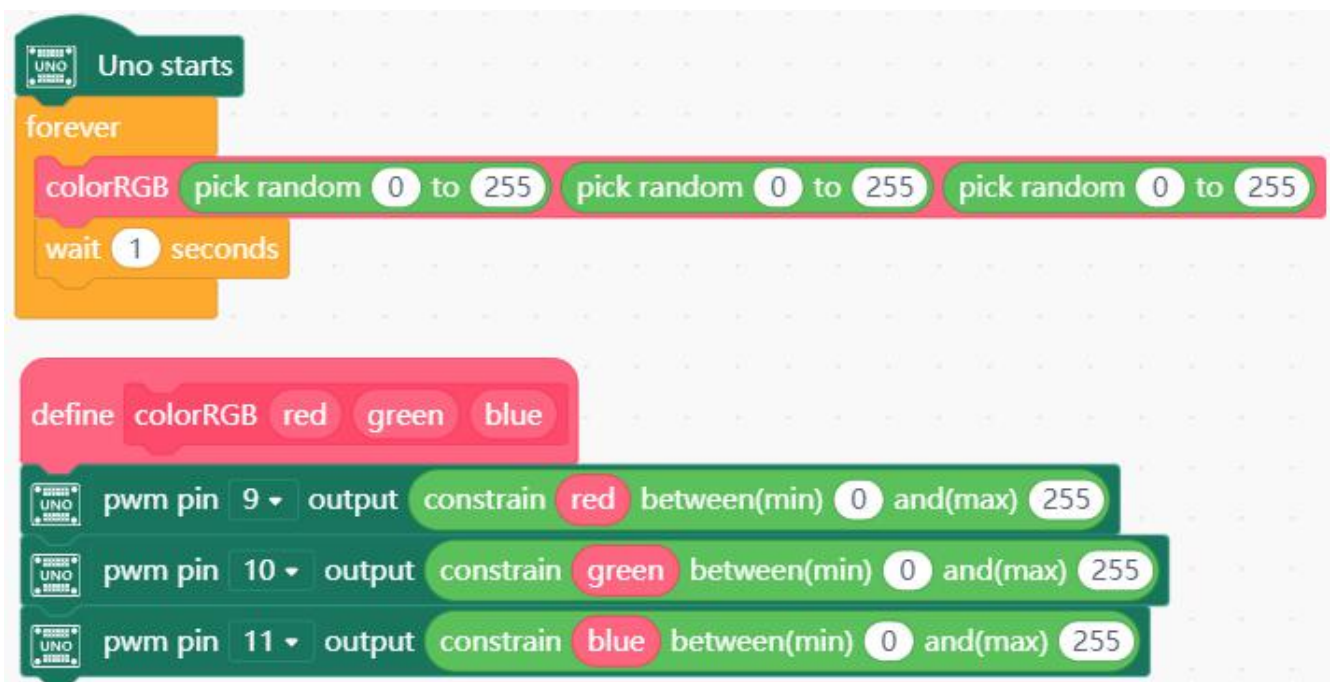 UNO Uno starts
forever
colorRGB pick random 0 to 255 pick random 0 to 255 pick random 0 to 255
wait 1 seconds
define colorRGB red green blue
UNO pwm pin 9 output constrain red between(min) 0 and(max) 255
UNO pwm pin 10 output constrain green between(min) 0 and(max) 255
UNO pwm pin 11 output constrain blue between(min) 0 and(max) 255